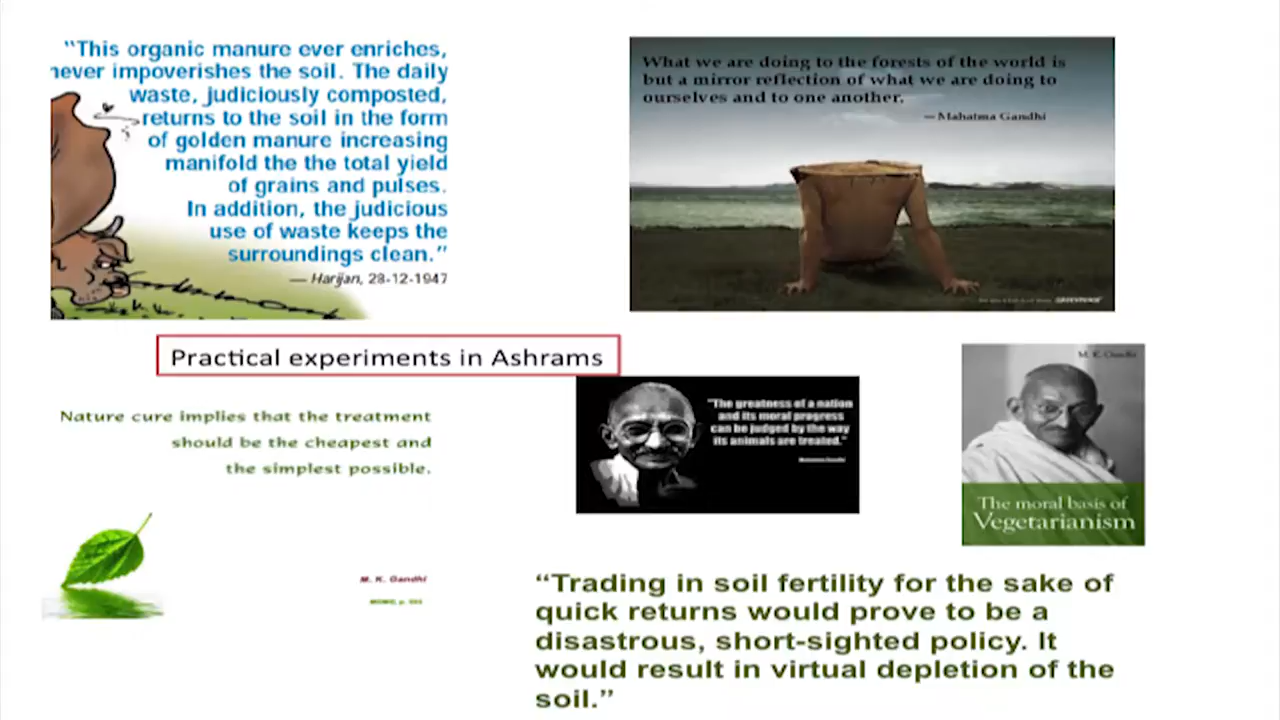 “This organic manure ever enriches,
never impoverishes the soil. The daily
waste, judiciously composted,
returns to the soil in the form
of golden manure increasing
manifold the the total yield
of grains and pulses.
In addition, the judicious
use of waste keeps the
surroundings clean.”
— Harijan, 28-12-1947
What we are doing to the forests of the world is
but a mirror reflection of what we are doing to
ourselves and to one another.
— Mahatma Gandhi
GREENPEACE
Practical experiments in Ashrams
Nature cure implies that the treatment
should be the cheapest and
the simplest possible.
M. K. Gandhi
"The greatness of a nation
and its moral progress
can be judged by the way
its animals are treated."
Mahatma Gandhi
M. K. Gandhi
The moral basis of
Vegetarianism
“Trading in soil fertility for the sake of
quick returns would prove to be a
disastrous, short-sighted policy. It
would result in virtual depletion of the
soil.”